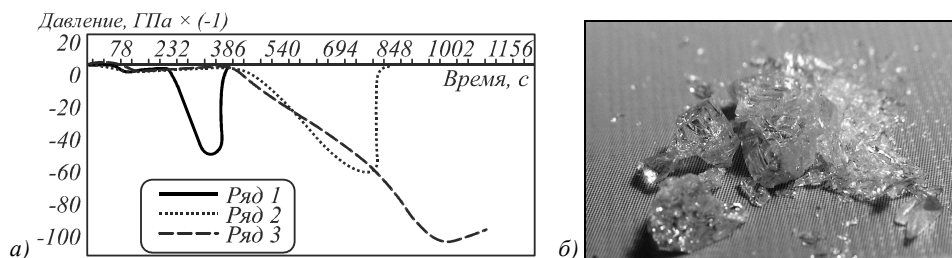 Давление, ГПа × (-1)
20
78 232 386 540 694 848 1002 1156
0
Время, с
-20
-40
-60
-80
-100
Ряд 1
Ряд 2
Ряд 3
а)
б)